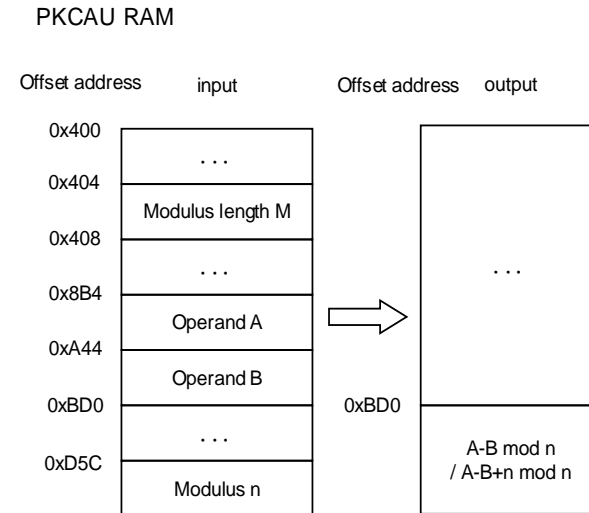 PKCAU RAM
Offset address input Offset address output
0x400
...
0x404
Modulus length M
0x408
...
0x8B4
Operand A
0xA44
Operand B
0xBD0
...
0xD5C
Modulus n
...
0xBD0
A-B mod n
/ A-B+n mod n